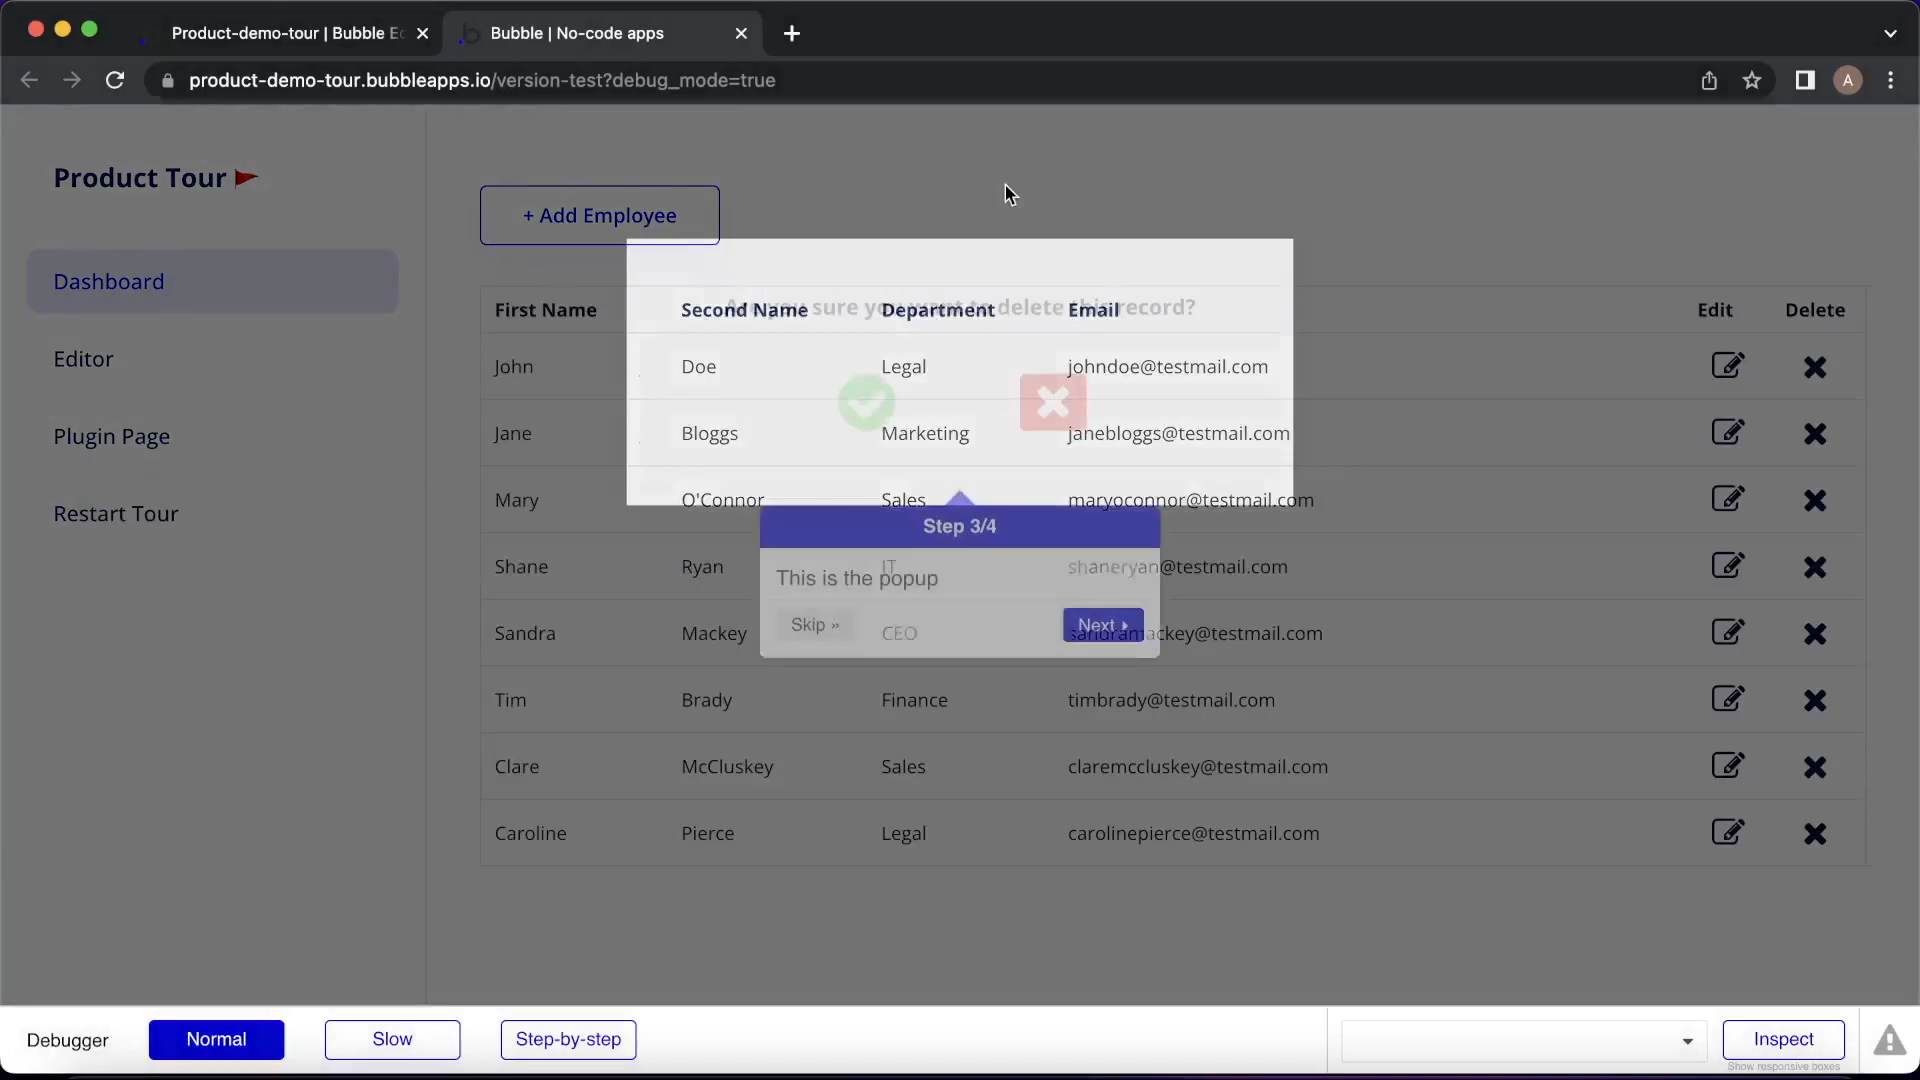 Product-demo-tour | Bubble Ec
Bubble | No-code apps
product-demo-tour.bubbleapps.io/version-test?debug_mode=true
A
Product Tour
Dashboard
Editor
Plugin Page
Restart Tour
+ Add Employee
Are you sure you want to delete this record?
First Name Second Name Department Email Edit Delete
John Doe Legal johndoe@testmail.com
Jane Bloggs Marketing janebloggs@testmail.com
Mary O'Connor Sales maryoconnor@testmail.com
Shane Ryan IT shaneryan@testmail.com
Sandra Mackey CEO sandramackey@testmail.com
Tim Brady Finance timbrady@testmail.com
Clare McCluskey Sales claremccluskey@testmail.com
Caroline Pierce Legal carolinepierce@testmail.com
Step 3/4
This is the popup
Skip »
Next
Debugger Normal Slow Step-by-step Inspect
Show responsive boxes